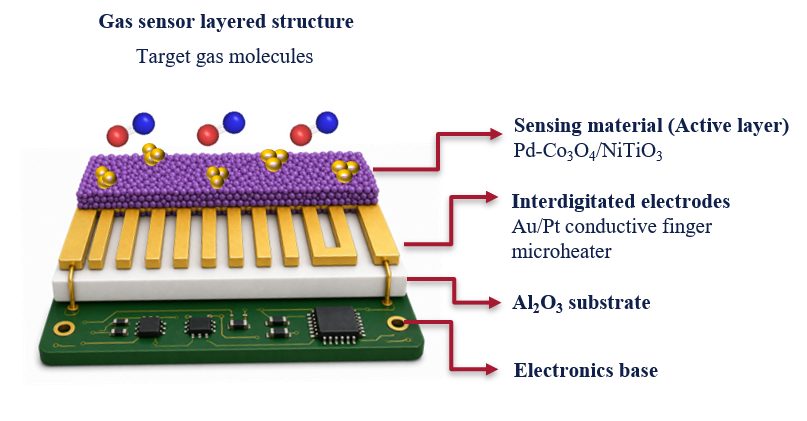 Gas sensor layered structure
Target gas molecules
Sensing material (Active layer)
Pd-Co₃O₄/NiTiO₃
Interdigitated electrodes
Au/Pt conductive finger
microheater
Al₂O₃ substrate
Electronics base